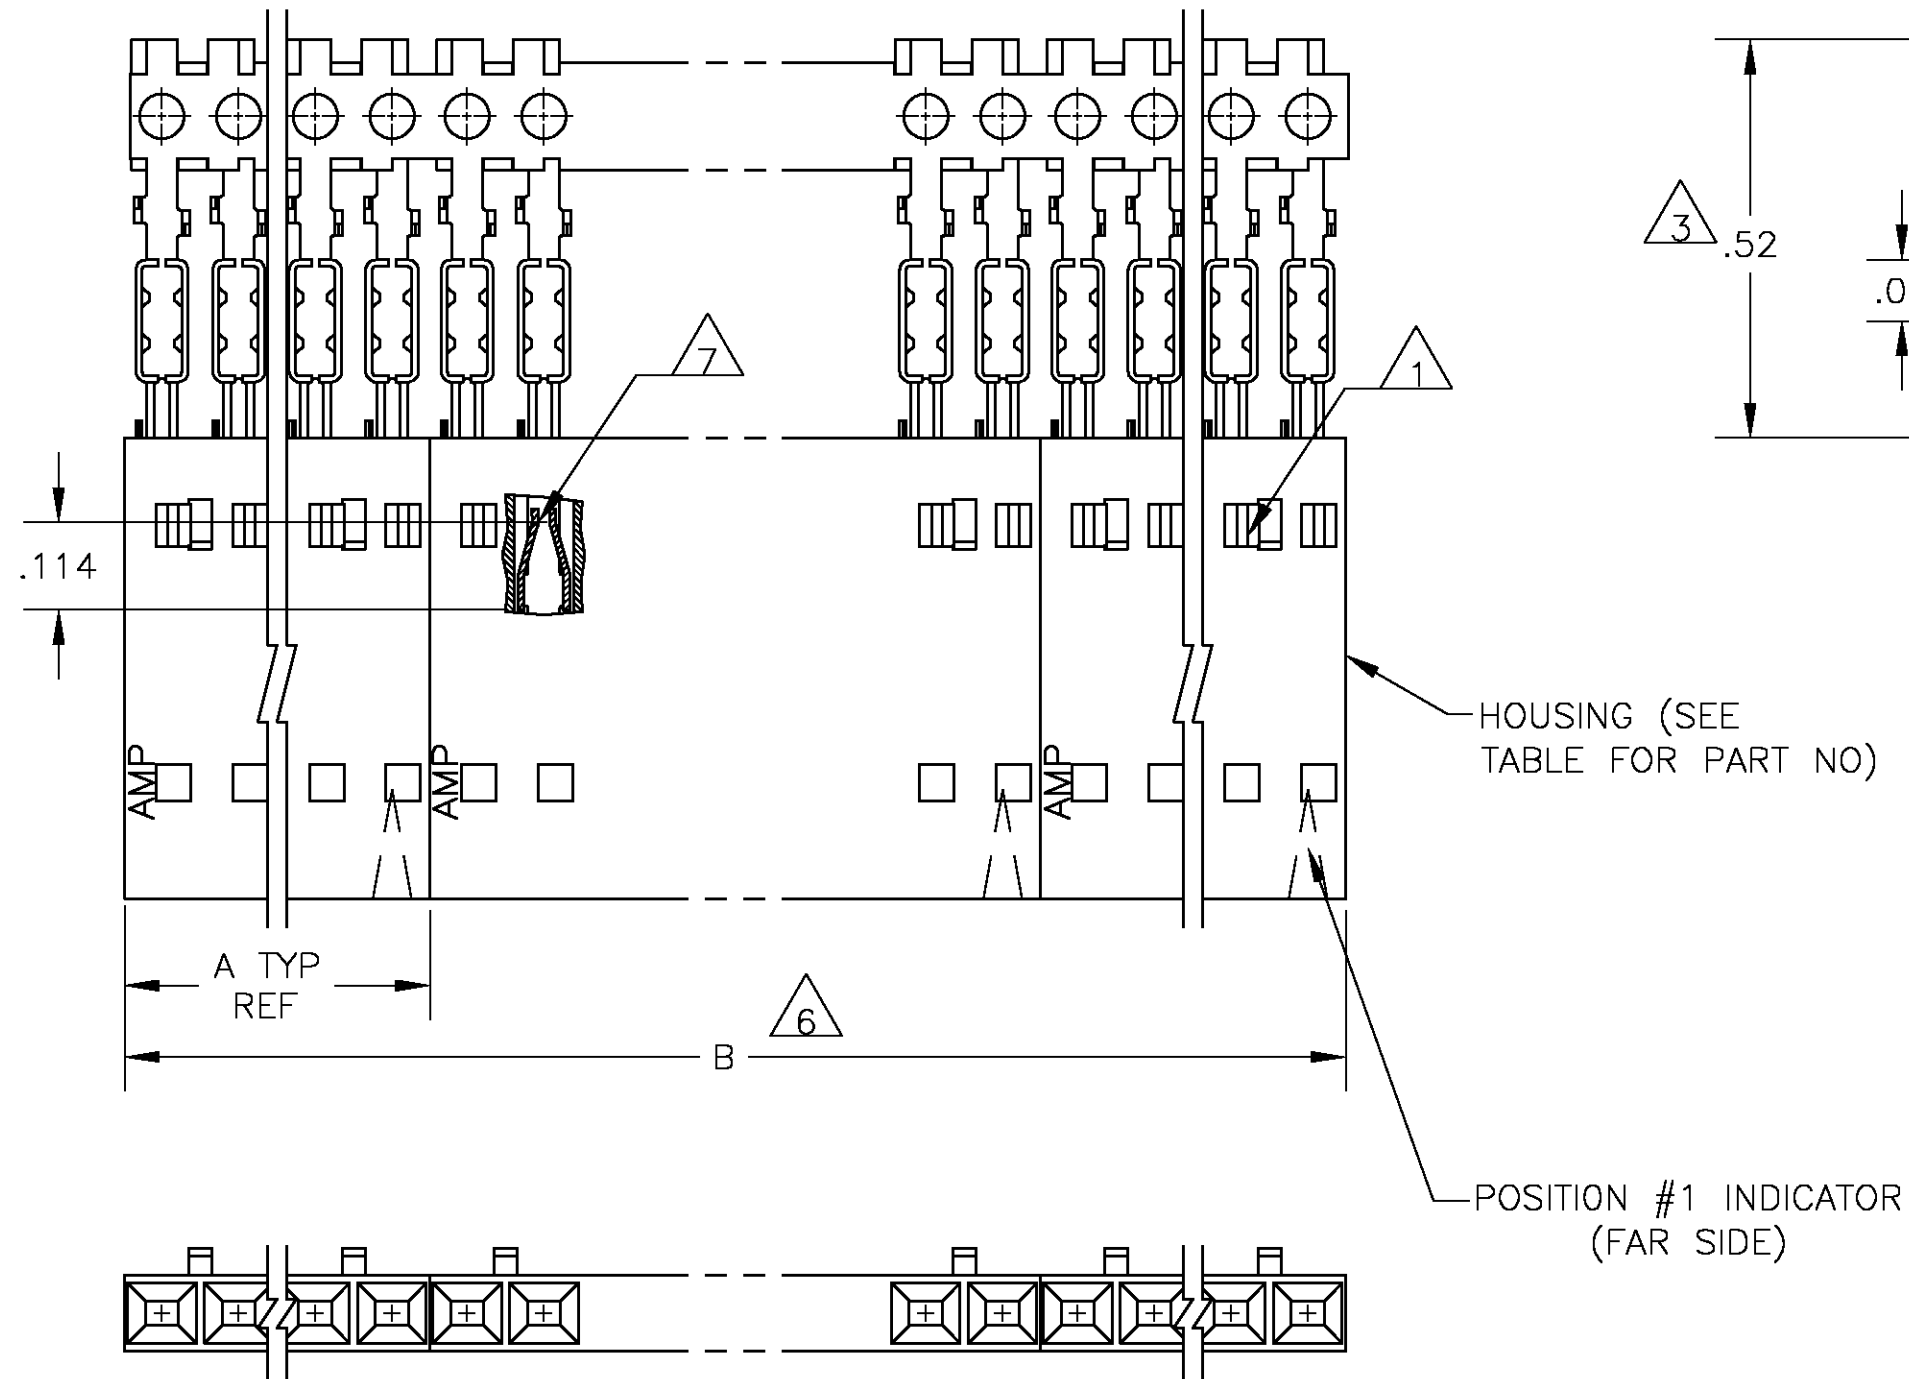 3
.52
.0
7
1
.114
HOUSING (SEE
TABLE FOR PART NO)
AMP
AMP
AMP
A TYP
REF
6
B
POSITION #1 INDICATOR
(FAR SIDE)